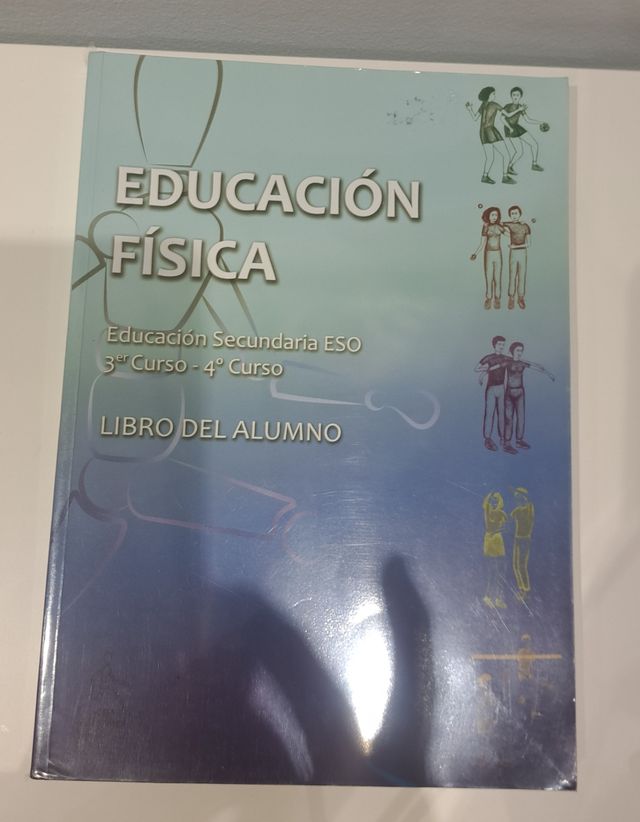 EDUCACIÓN
FÍSICA
Educación Secundaria ESO
3er Curso - 4º Curso
LIBRO DEL ALUMNO